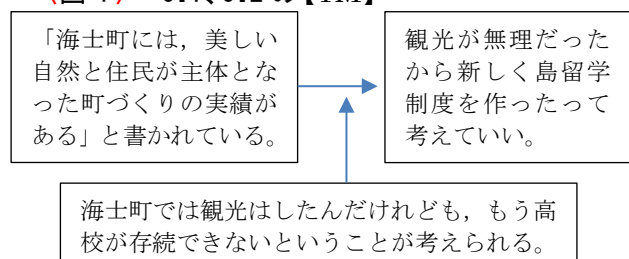 「海士町には，美しい
自然と住民が主体とな
った町づくりの実績が
ある」と書かれている。
観光が無理だった
から新しく島留学
制度を作ったって
考えていい。
海士町では観光はしたんだけれども，もう高
校が存続できないということが考えられる。